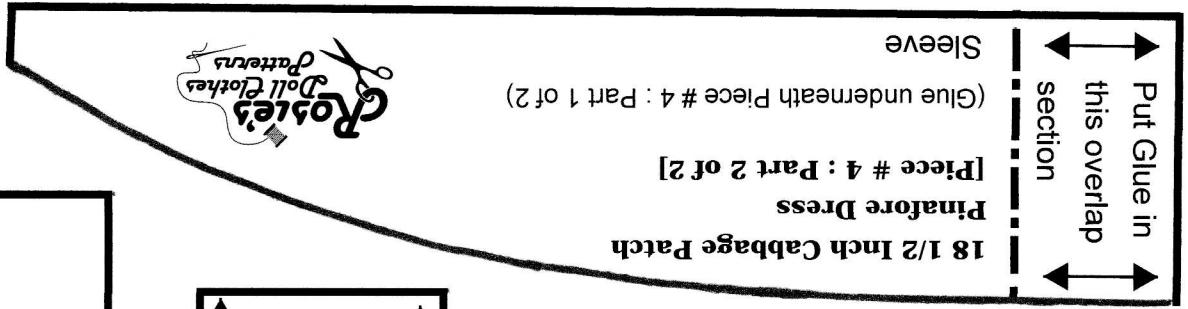 18 1/2 Inch Cabbage Patch
Pinafore Dress
[Piece # 4 : Part 2 of 2]
(Glue underneath Piece # 4 : Part 1 of 2)
Sleeve
Rosie's
Doll Clothes
Patterns
Put Glue in
this overlap
section